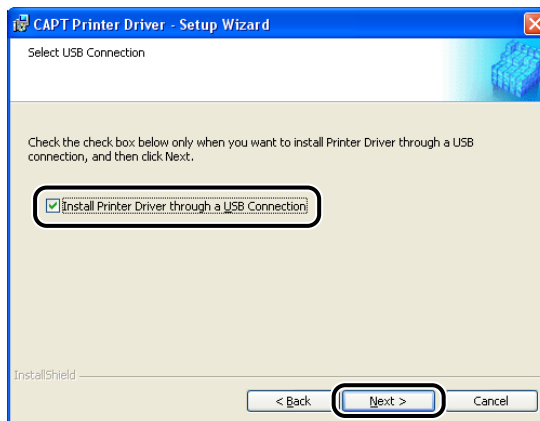 CAPT Printer Driver - Setup Wizard
Select USB Connection
Check the check box below only when you want to install Printer Driver through a USB
connection, and then click Next.
Install Printer Driver through a USB Connection
InstallShield
< Back Next > Cancel